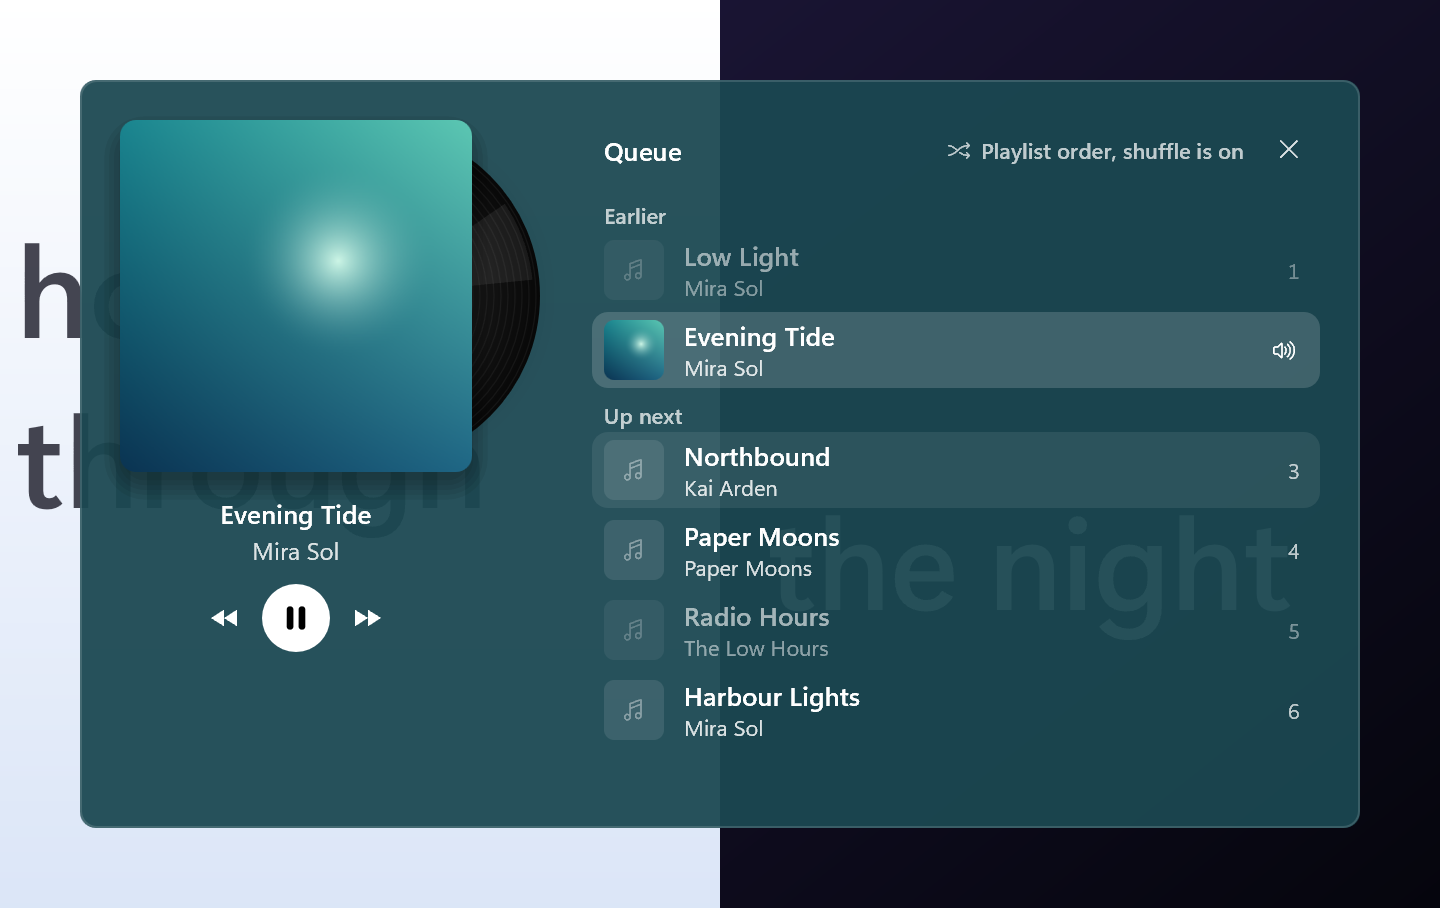 Queue
Playlist order, shuffle is on
Earlier
Low Light
Mira Sol
1
Evening Tide
Mira Sol
Up next
Northbound
Kai Arden
3
Paper Moons
Paper Moons
4
Radio Hours
The Low Hours
5
Harbour Lights
Mira Sol
6
Evening Tide
Mira Sol
through
the night